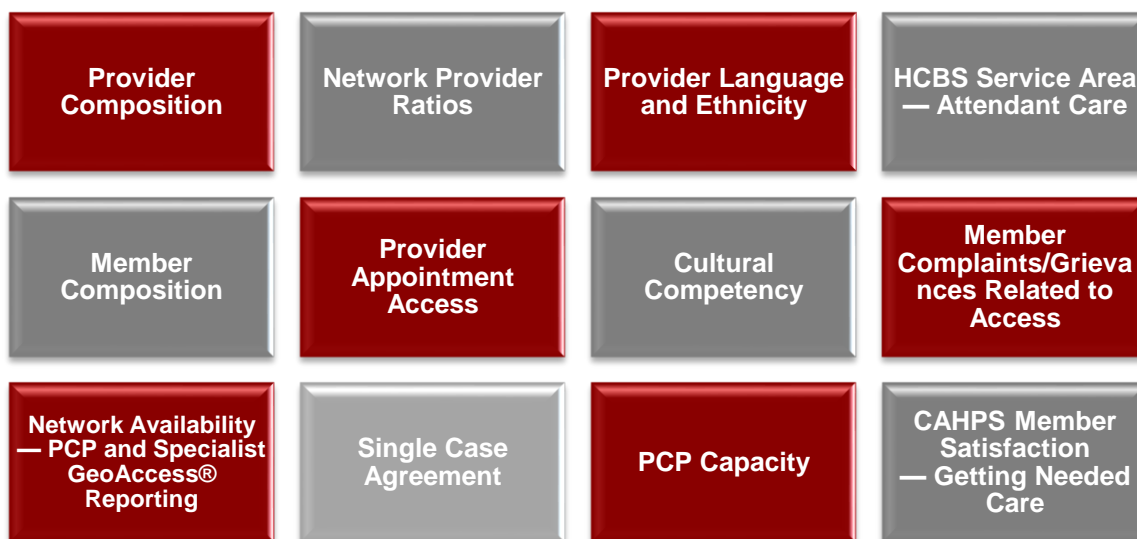 Provider
Composition
Network Provider
Ratios
Provider Language
and Ethnicity
HCBS Service Area
— Attendant Care
Member
Composition
Provider
Appointment
Access
Cultural
Competency
Member
Complaints/Grieva
nces Related to
Access
Network Availability
— PCP and Specialist
GeoAccess®
Reporting
Single Case
Agreement
PCP Capacity
CAHPS Member
Satisfaction
— Getting Needed
Care